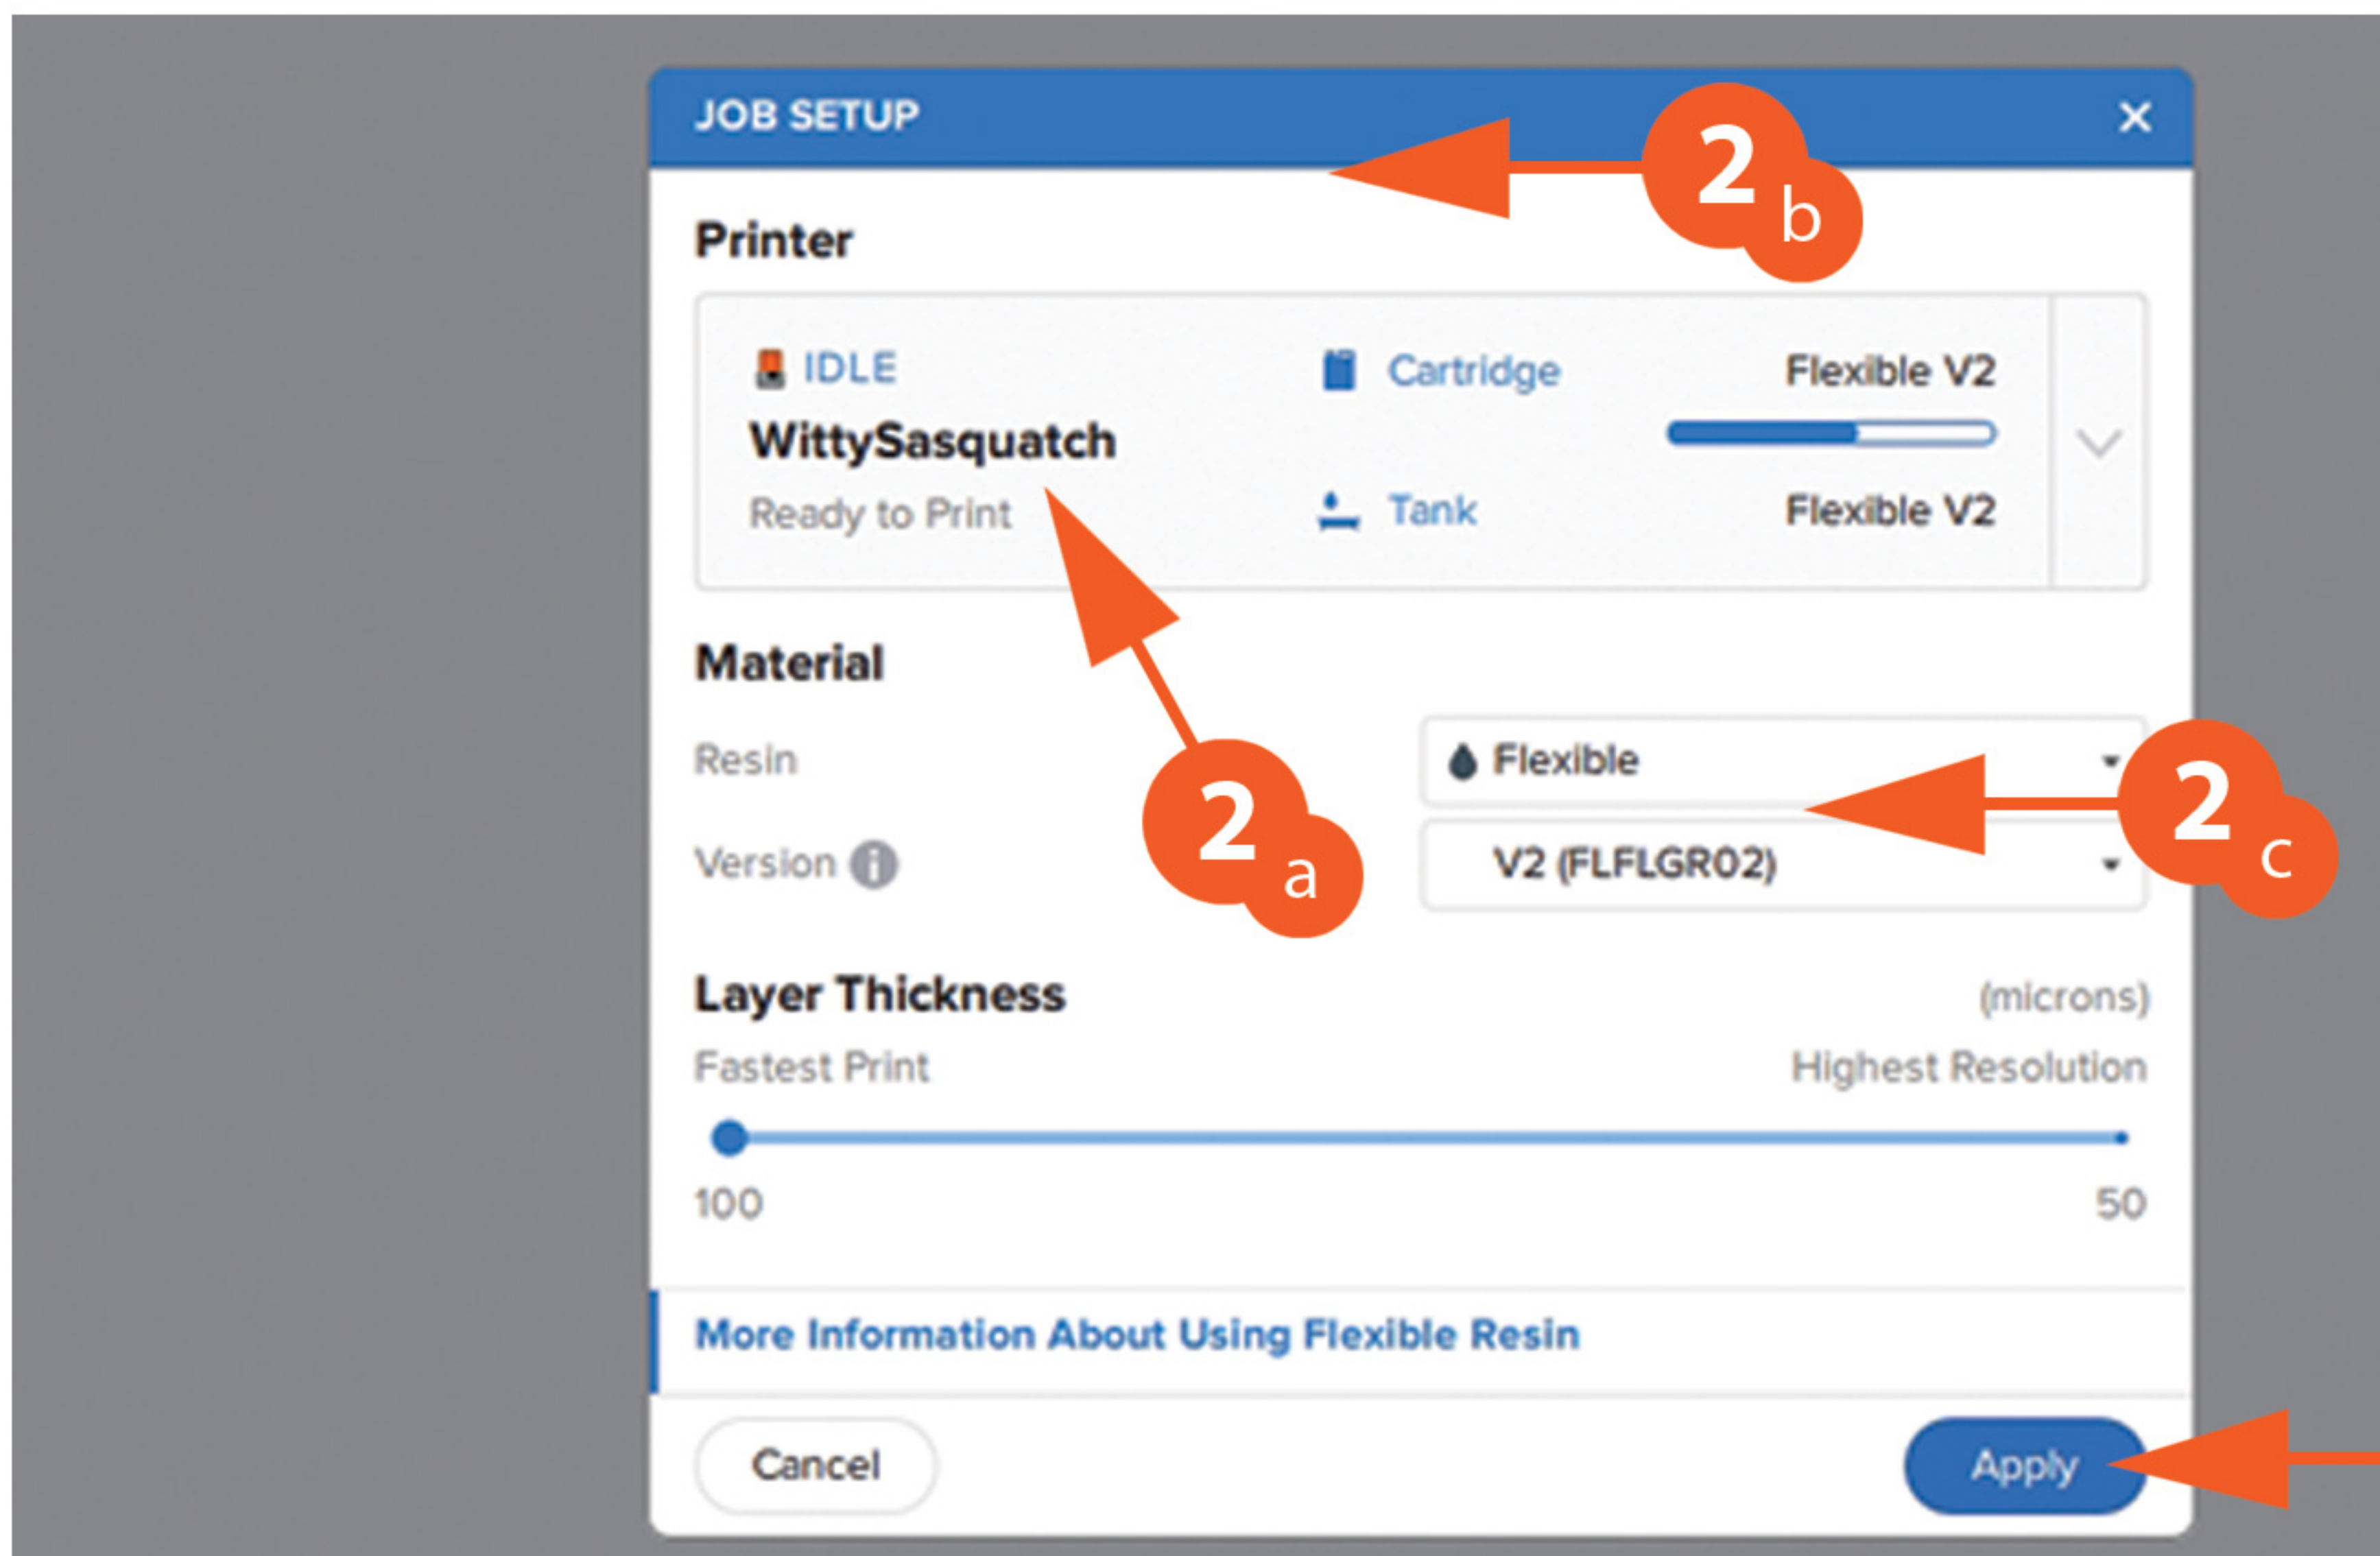 JOB SETUP
2 b
Printer
IDLE
Cartridge
Flexible V2
WittySasquatch
Ready to Print
Tank
Flexible V2
Material
Resin
Flexible
2 c
Version i
V2 (FLFLGR02)
2 a
Layer Thickness
(microns)
Fastest Print
Highest Resolution
100
50
More Information About Using Flexible Resin
Cancel
Apply